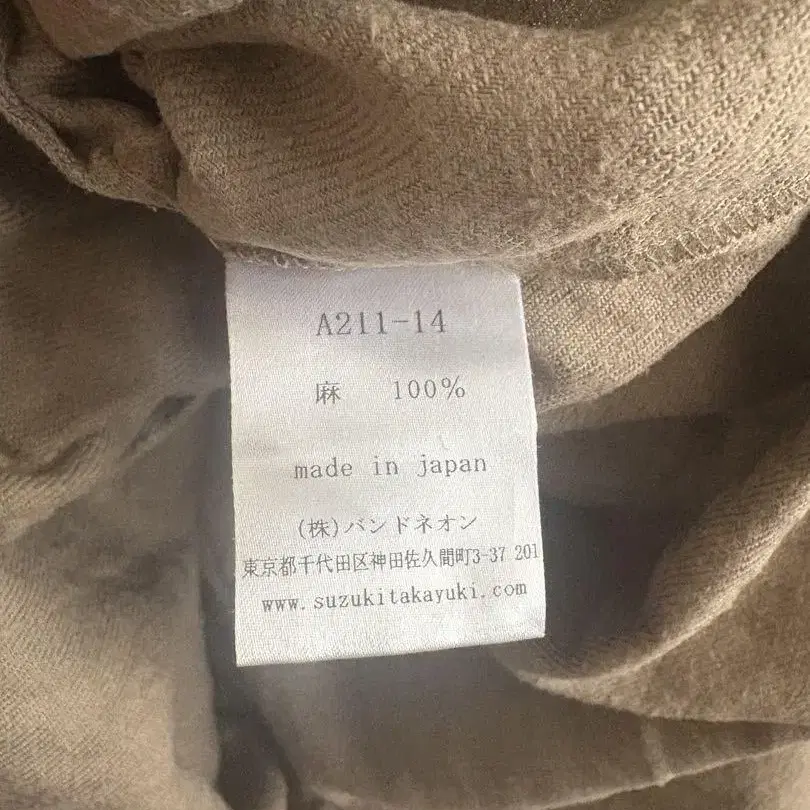 A211-14
麻 100%
made in japan
(株)バンドネオン
東京都千代田区神田佐久間町3-37 201
www.suzukitakayuki.com